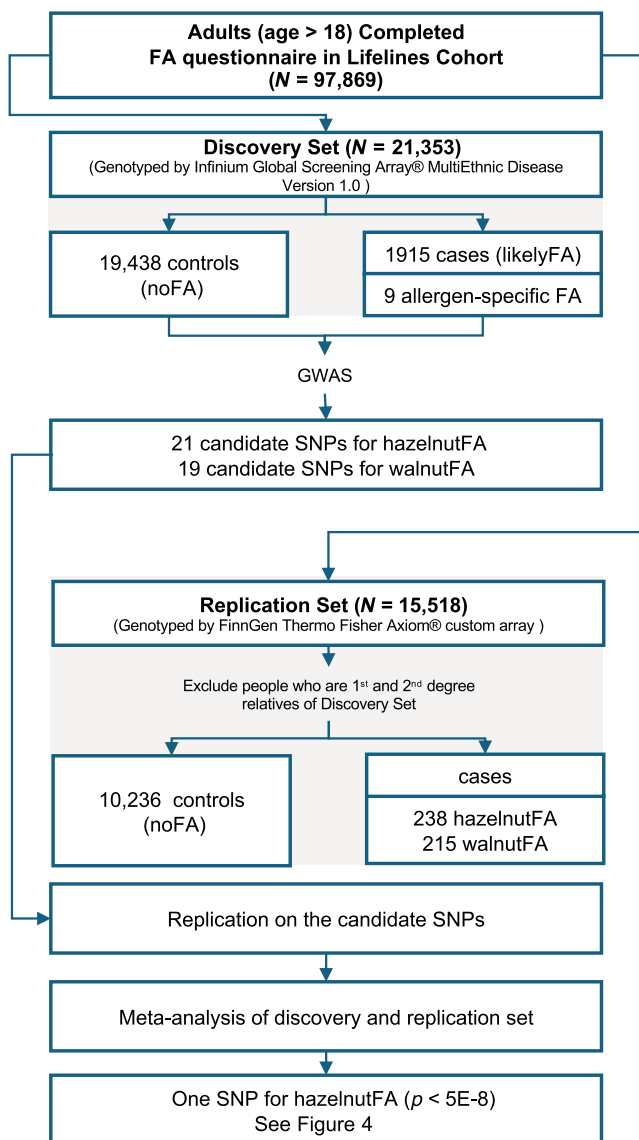 Adults (age > 18) Completed
FA questionnaire in Lifelines Cohort
(N = 97,869)
Discovery Set (N = 21,353)
(Genotyped by Infinium Global Screening Array® MultiEthnic Disease
Version 1.0 )
19,438 controls
(noFA)
1915 cases (likelyFA)
9 allergen-specific FA
GWAS
21 candidate SNPs for hazelnutFA
19 candidate SNPs for walnutFA
Replication Set (N = 15,518)
(Genotyped by FinnGen Thermo Fisher Axiom® custom array )
Exclude people who are 1st and 2nd degree
relatives of Discovery Set
10,236 controls
(noFA)
cases
238 hazelnutFA
215 walnutFA
Replication on the candidate SNPs
Meta-analysis of discovery and replication set
One SNP for hazelnutFA (p < 5E-8)
See Figure 4